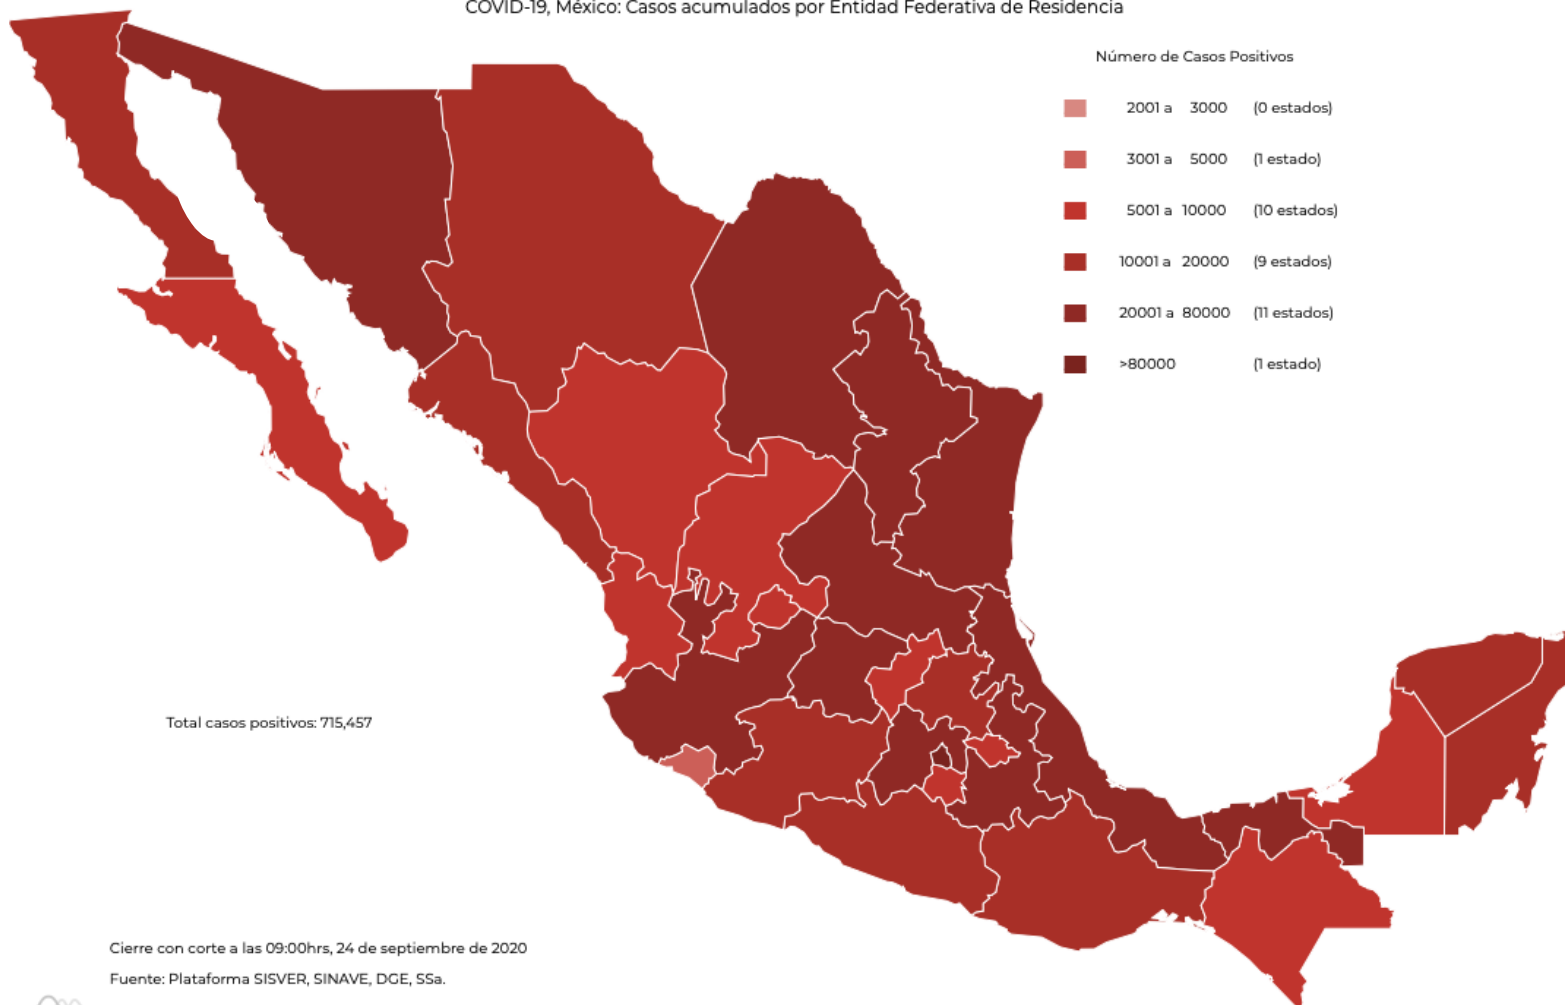 COVID-19, México: Casos acumulados por Entidad Federativa de Residencia
Número de Casos Positivos
2001 a 3000 (0 estados)
3001 a 5000 (1 estado)
5001 a 10000 (10 estados)
10001 a 20000 (9 estados)
20001 a 80000 (11 estados)
>80000 (1 estado)
Total casos positivos: 715,457
Cierre con corte a las 09:00hrs, 24 de septiembre de 2020
Fuente: Plataforma SISVER, SINAVE, DGE, SSa.